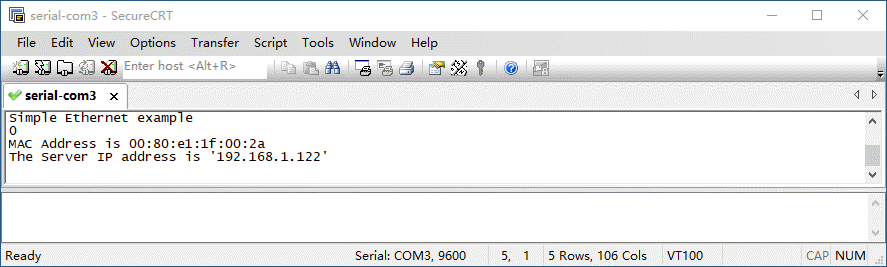 serial-com3 - SecureCRT
File Edit View Options Transfer Script Tools Window Help
Enter host <Alt+R>
serial-com3
Simple Ethernet example
0
MAC Address is 00:80:e1:1f:00:2a
The Server IP address is '192.168.1.122'
Ready Serial: COM3, 9600 5, 1 5 Rows, 106 Cols VT100 CAP NUM